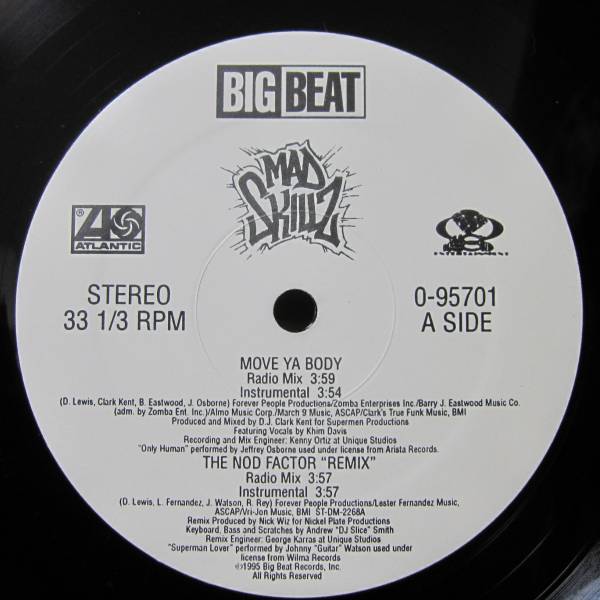 BIG BEAT
MAD
SKILLZ
®
ATLANTIC
ENTERTAINMENT
STEREO
33 1/3 RPM
0-95701
A SIDE
MOVE YA BODY
Radio Mix 3:59
Instrumental 3:54
(D. Lewis, Clark Kent, B. Eastwood, J. Osborne) Forever People Productions/Zomba Enterprises Inc./Barry J. Eastwood Music Co.
(adm. by Zomba Ent. Inc.)/Almo Music Corp./March 9 Music, ASCAP/Clark's True Funk Music, BMI
Produced and Mixed by D.J. Clark Kent for Supermen Productions
Featuring Vocals by Khim Davis
Recording and Mix Engineer: Kenny Ortiz at Unique Studios
"Only Human" performed by Jeffrey Osborne used under license from Arista Records.
THE NOD FACTOR "REMIX"
Radio Mix 3:57
Instrumental 3:57
(D. Lewis, L. Fernandez, J. Watson, R. Rey) Forever People Productions/Lester Fernandez Music,
ASCAP/Vri-Jon Music, BMI ST-DM-2268A
Remix Produced by Nick Wiz for Nickel Plate Productions
Keyboard, Bass and Scratches by Andrew "DJ Slice" Smith
Remix Engineer: George Karras at Unique Studios
"Superman Lover" performed by Johnny "Guitar" Watson used under
license from Wilma Records
℗1995 Big Beat Records, Inc.
All Rights Reserved